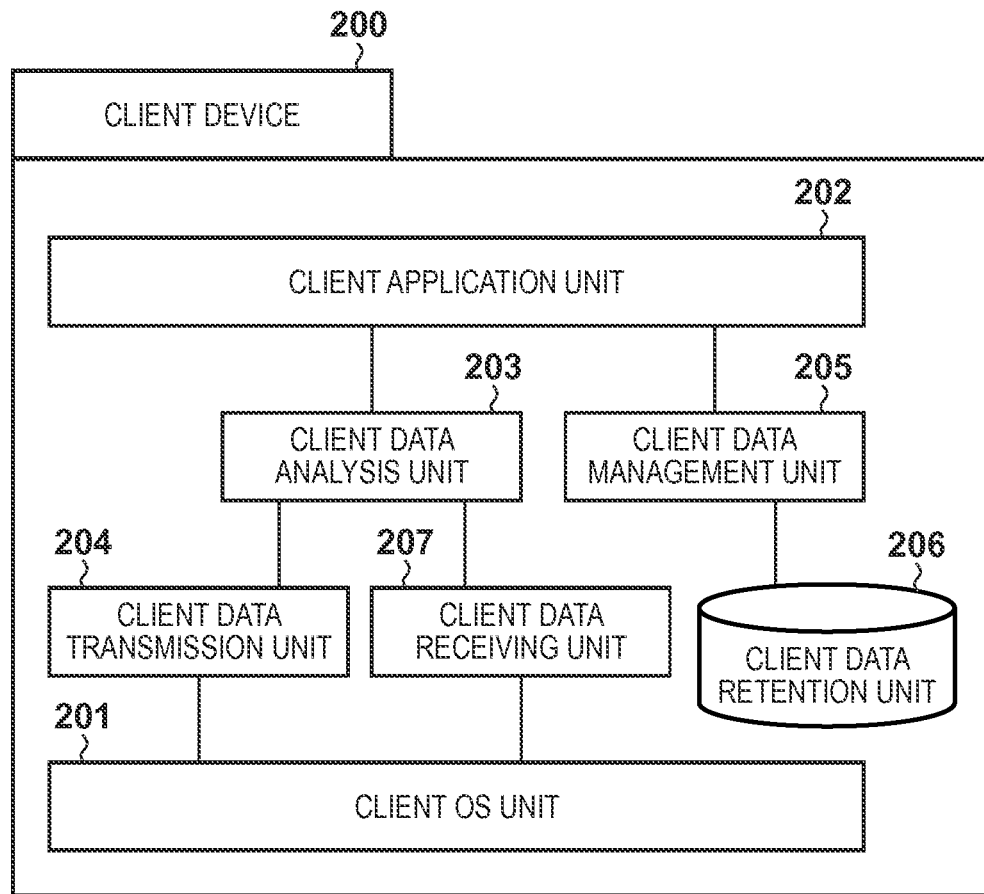 200
CLIENT DEVICE
202
CLIENT APPLICATION UNIT
203
205
CLIENT DATA
ANALYSIS UNIT
CLIENT DATA
MANAGEMENT UNIT
204
207
206
CLIENT DATA
TRANSMISSION UNIT
CLIENT DATA
RECEIVING UNIT
CLIENT DATA
RETENTION UNIT
201
CLIENT OS UNIT